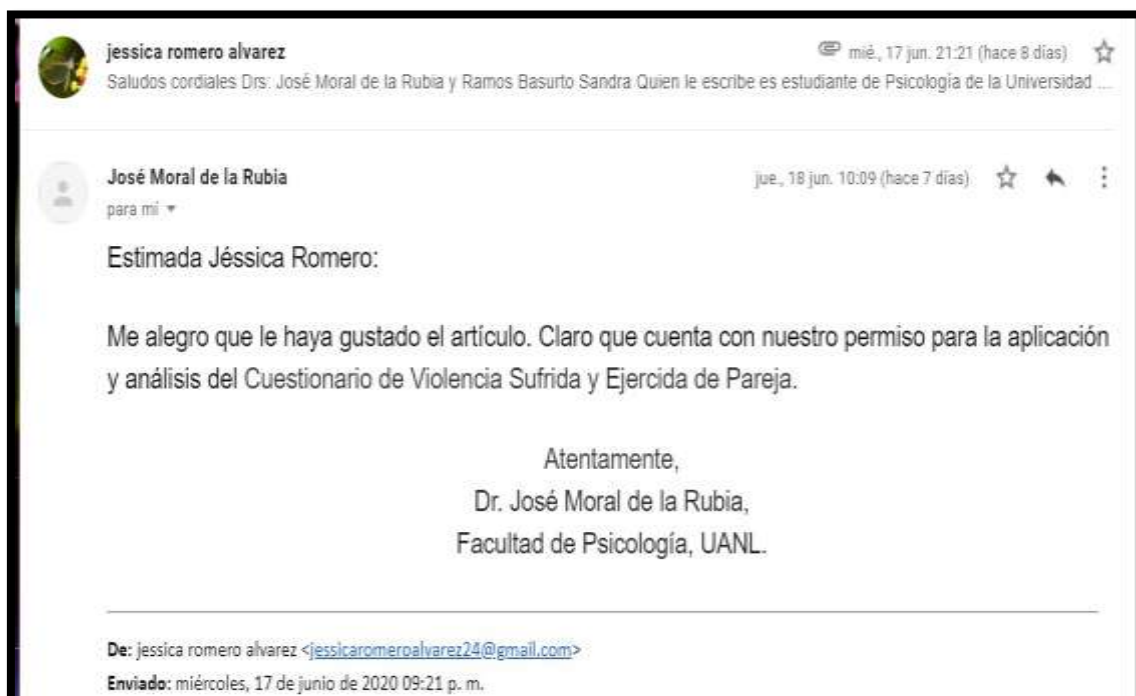 jessica romero alvarez
mié., 17 jun. 21:21 (hace 8 días)
Saludos cordiales Drs: José Moral de la Rubia y Ramos Basurto Sandra Quien le escribe es estudiante de Psicología de la Universidad ...
José Moral de la Rubia
jue., 18 jun. 10:09 (hace 7 días)
para mí
Estimada Jéssica Romero:
Me alegro que le haya gustado el artículo. Claro que cuenta con nuestro permiso para la aplicación
y análisis del Cuestionario de Violencia Sufrida y Ejercida de Pareja.
Atentamente,
Dr. José Moral de la Rubia,
Facultad de Psicología, UANL.
De: jessica romero alvarez <jessicaromeroalvarez24@gmail.com>
Enviado: miércoles, 17 de junio de 2020 09:21 p. m.